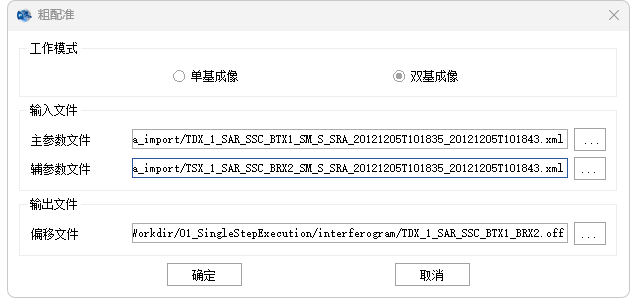 粗配准
工作模式
单基成像
双基成像
输入文件
主参数文件
a_import/TDX_1_SAR_SSC_BTX1_SM_S_SRA_20121205T101835_20121205T101843.xml
...
辅参数文件
a_import/TSX_1_SAR_SSC_BRX2_SM_S_SRA_20121205T101835_20121205T101843.xml
...
输出文件
偏移文件
Workdir/01_SingleStepExecution/interferogram/TDX_1_SAR_SSC_BTX1_BRX2.off
...
确定
取消